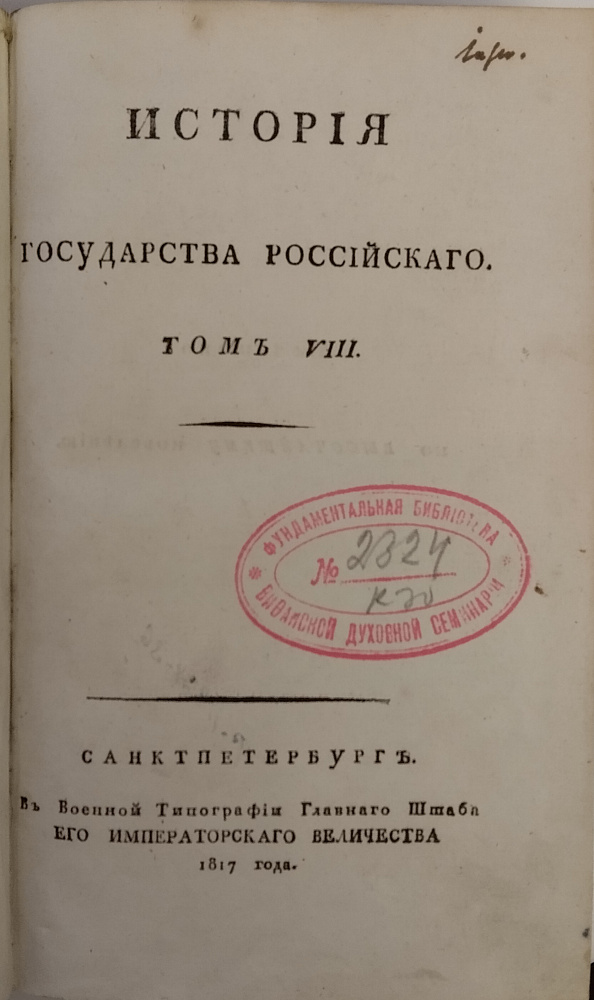 ИСТОРІЯ
ГОСУДАРСТВА РОССІЙСКАГО.
ТОМЪ VIII.
ФУНДАМЕНТАЛЬНАЯ БИБЛІОТЕКА
№ 2324
ВИѲАНСКОЙ ДУХОВНОЙ СЕМИНАРІИ
САНКТПЕТЕРБУРГЪ.
Въ Военной Типографіи Главнаго Штаба
ЕГО ИМПЕРАТОРСКАГО ВЕЛИЧЕСТВА
1817 года.